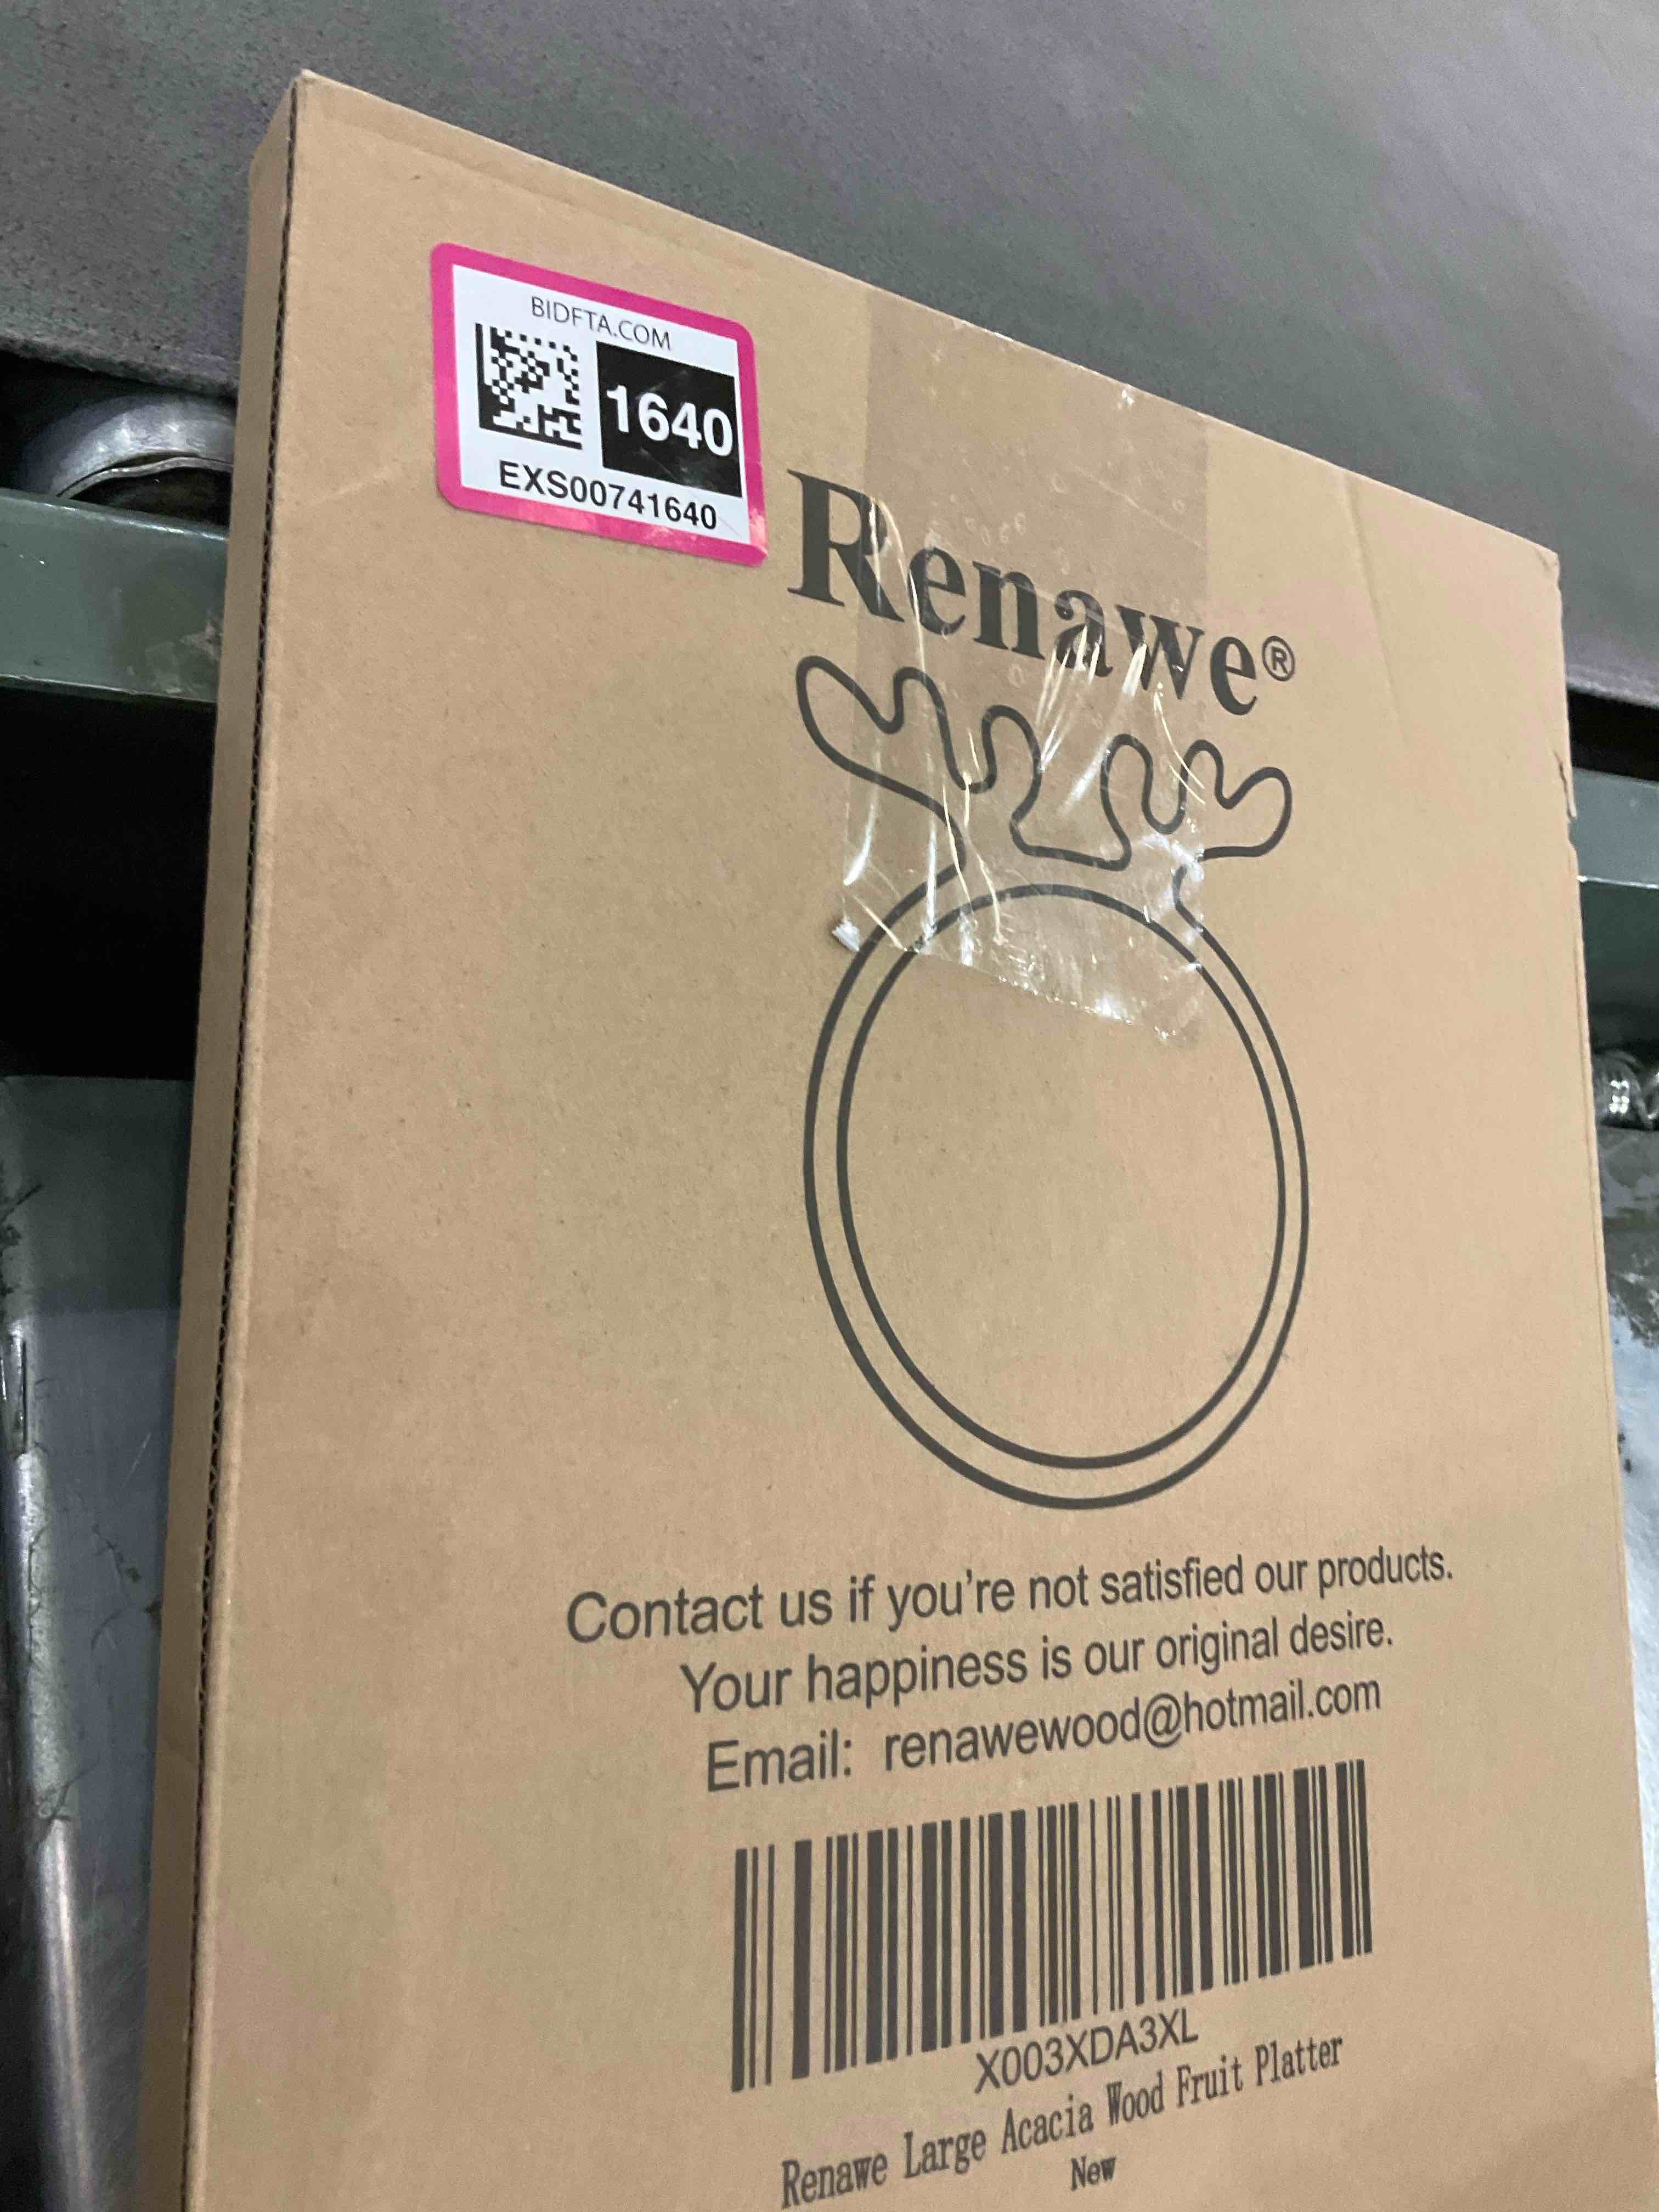 BIDFTA.COM
1640
EXS00741640
Renawe®
Contact us if you're not satisfied our products.
Your happiness is our original desire.
Email: renawewood@hotmail.com
X003XDA3XL
Renawe Large Acacia Wood Fruit Platter
New